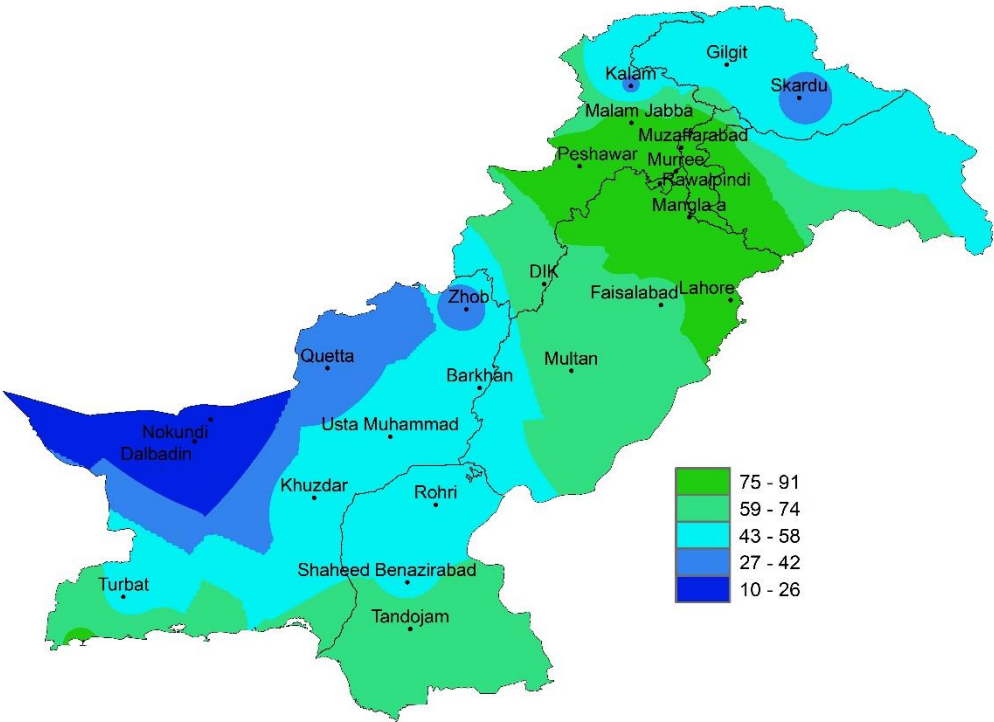 Gilgit
Kalam
Skardu
Malam Jabba
Muzaffarabad
Peshawar
Murree
Rawalpindi
Mangla a
DIK
Zhob
Faisalabad
Lahore
Quetta
Multan
Barkhan
Nokundi
Usta Muhammad
Dalbadin
Khuzdar
Rohri
75 - 91
59 - 74
43 - 58
27 - 42
10 - 26
Turbat
Shaheed Benazirabad
Tandojam